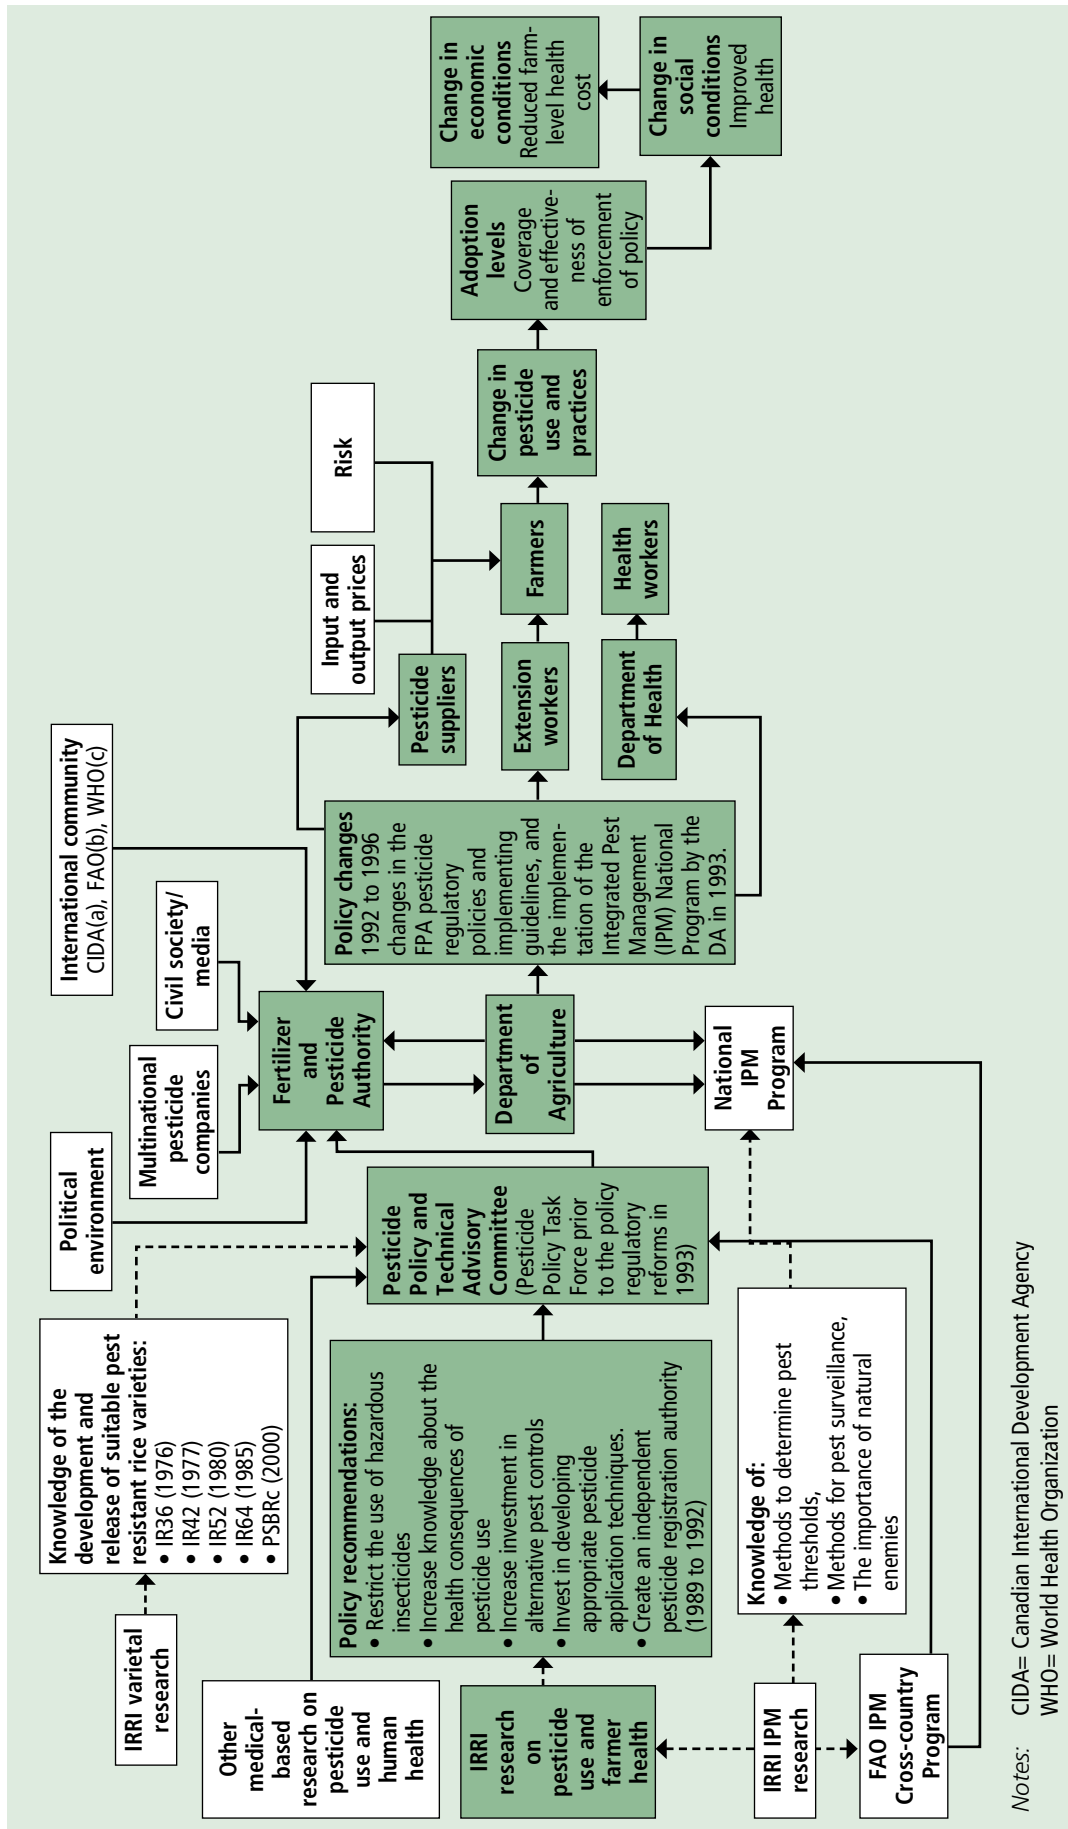 IRRI varietal
research
Knowledge of the
development and
release of suitable pest
resistant rice varieties:
• IR36 (1976)
• IR42 (1977)
• IR52 (1980)
• IR64 (1985)
• PSBRc (2000)
Political
environment
Multinational
pesticide
companies
Civil society/
media
International community
CIDA(a), FAO(b), WHO(c)
Other
medical-
based
research on
pesticide
use and
human
health
IRRI
research
on
pesticide
use and
farmer
health
IRRI IPM
research
FAO IPM
Cross-country
Program
Policy recommendations:
• Restrict the use of hazardous
insecticides
• Increase knowledge about the
health consequences of
pesticide use
• Increase investment in
alternative pest controls
• Invest in developing
appropriate pesticide
application techniques.
• Create an independent
pesticide registration authority
(1989 to 1992)
Knowledge of:
• Methods to determine pest
thresholds,
• Methods for pest surveillance,
• The importance of natural
enemies
Pesticide
Policy and
Technical
Advisory
Committee
(Pesticide
Policy Task
Force prior
to the policy
regulatory
reforms in
1993)
Fertilizer
and
Pesticide
Authority
Department
of
Agriculture
National
IPM
Program
Policy changes
1992 to 1996
changes in the
FPA pesticide
regulatory
policies and
implementing
guidelines, and
the implemen-
tation of the
Integrated Pest
Management
(IPM) National
Program by the
DA in 1993.
Pesticide
suppliers
Extension
workers
Department
of Health
Input and
output prices
Risk
Farmers
Health
workers
Change in
pesticide
use and
practices
Adoption
levels
Coverage
and effective-
ness of
enforcement
of policy
Change in
economic
conditions
Reduced farm-
level health
cost
Change in
social
conditions
Improved
health
Notes: CIDA= Canadian International Development Agency
WHO= World Health Organization